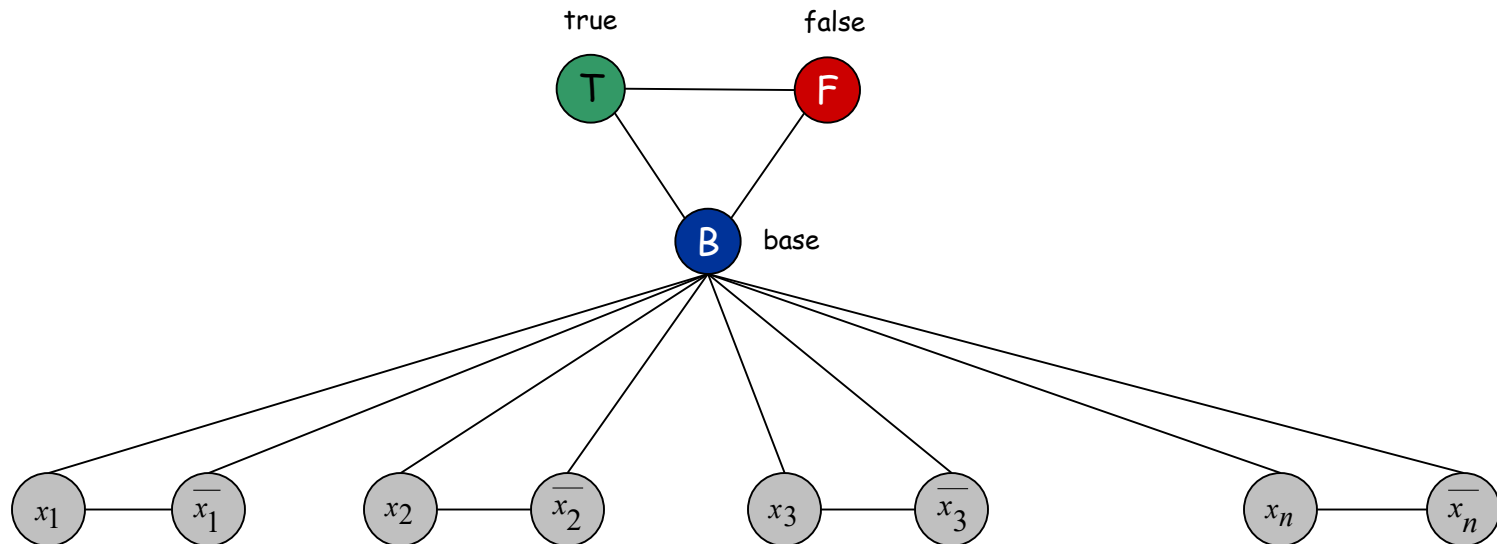 true false
T F
B base
x₁ x̅₁ x₂ x̅₂ x₃ x̅₃ xₙ x̅ₙ